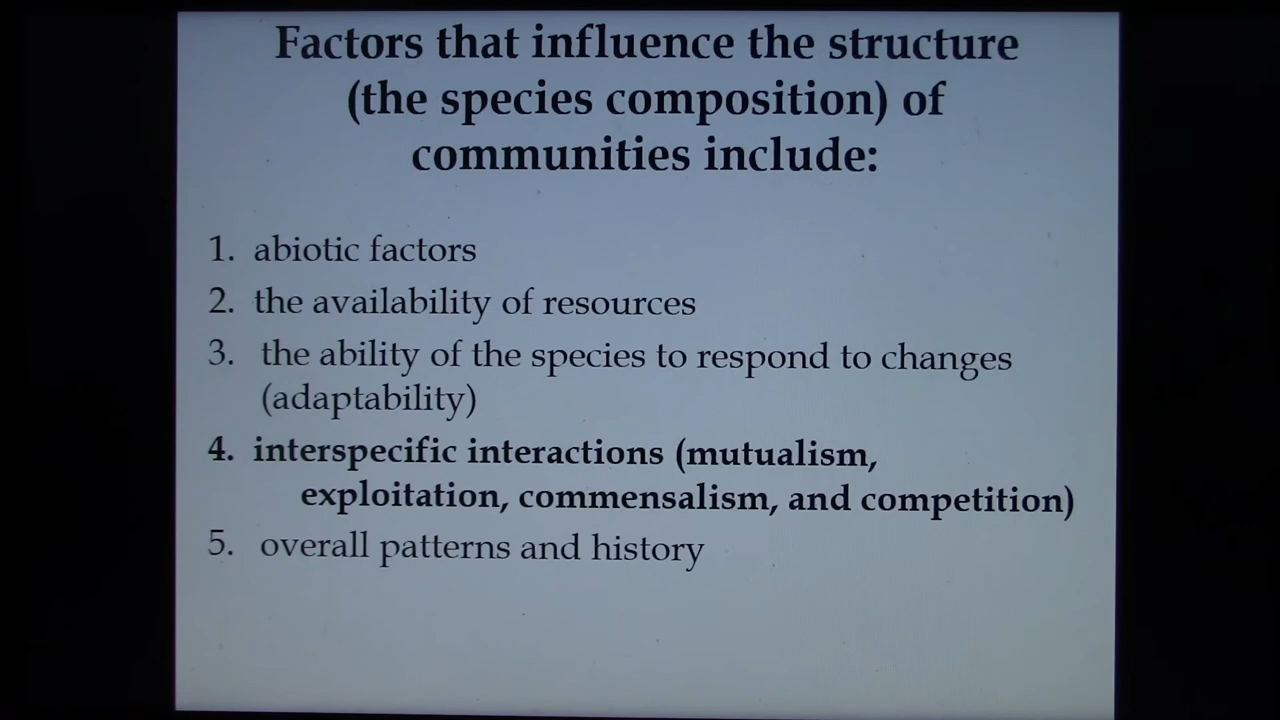 Factors that influence the structure
(the species composition) of
communities include:
1. abiotic factors
2. the availability of resources
3. the ability of the species to respond to changes
(adaptability)
4. interspecific interactions (mutualism,
exploitation, commensalism, and competition)
5. overall patterns and history